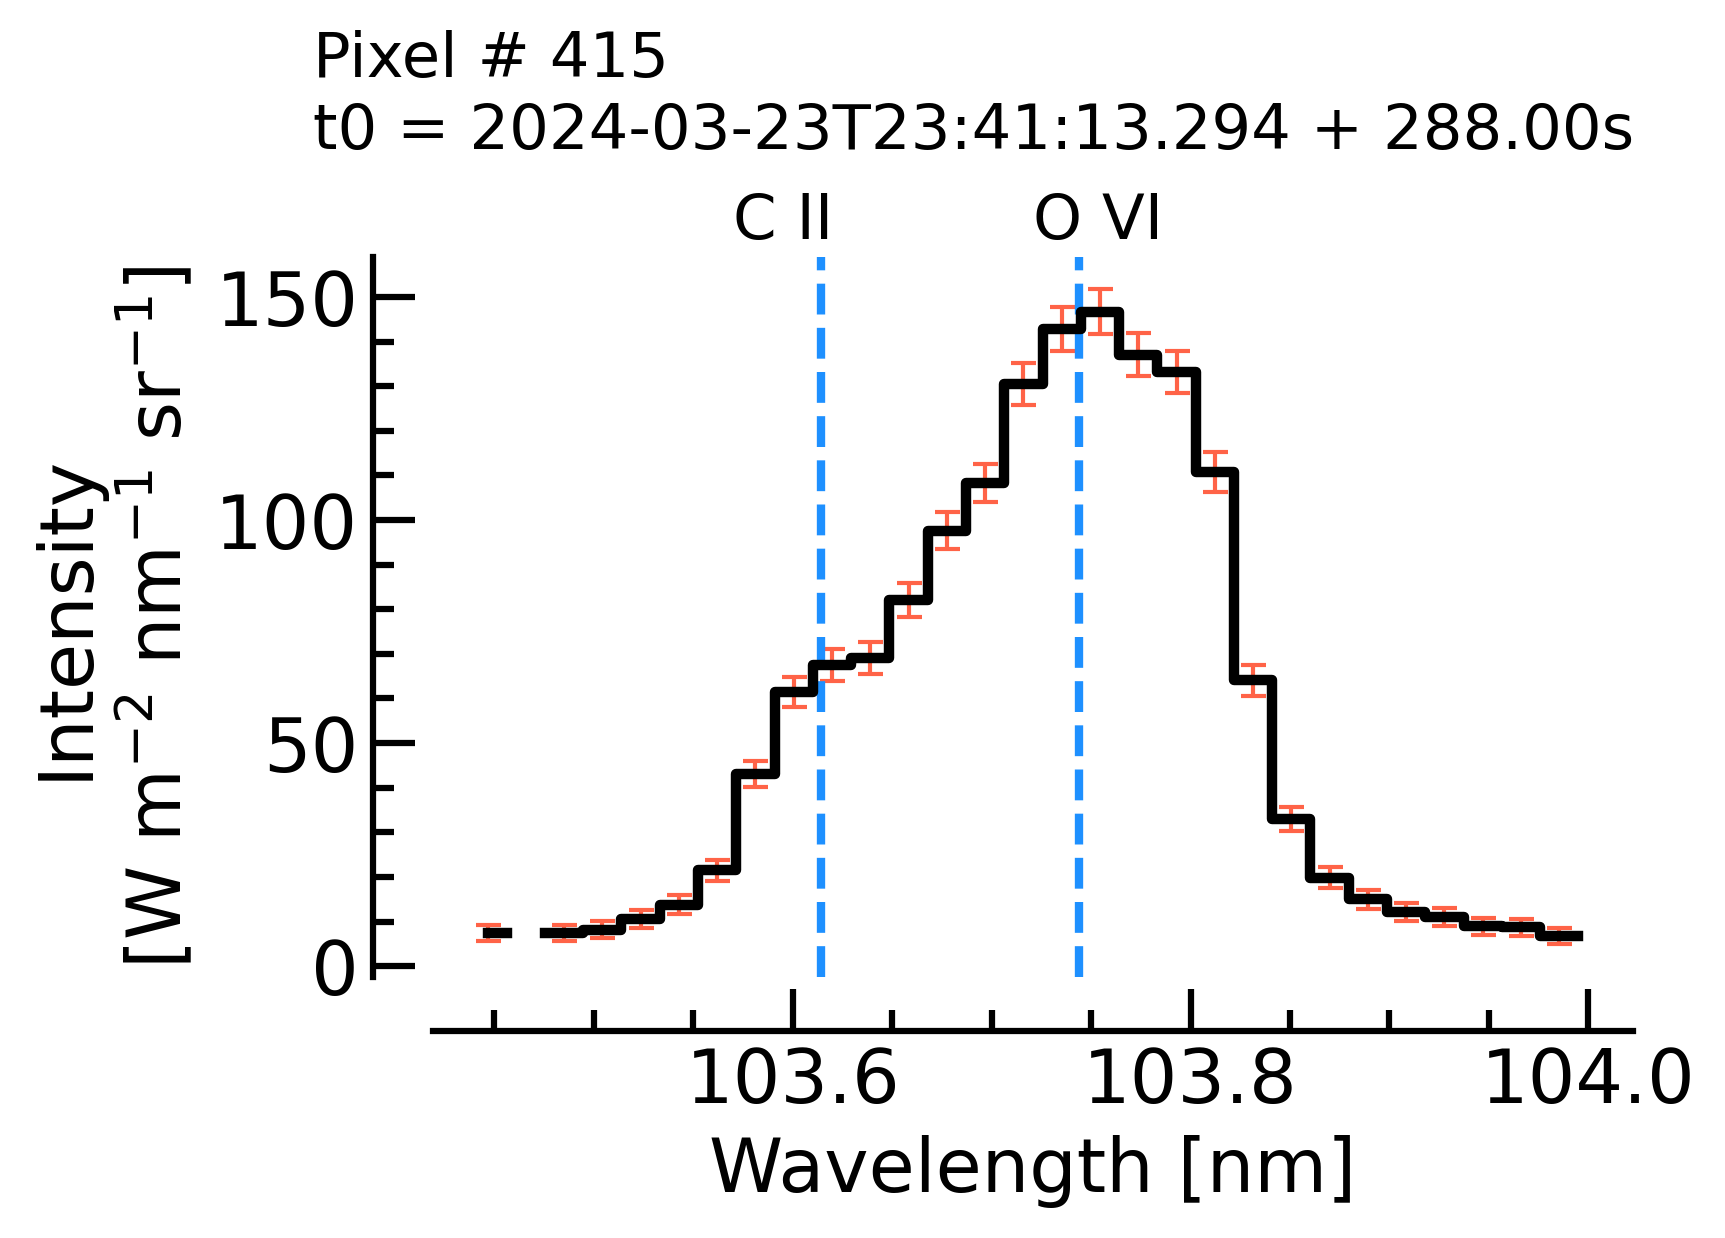 Pixel # 415
t0 = 2024-03-23T23:41:13.294 + 288.00s
C II O VI
Intensity
[W m⁻² nm⁻¹ sr⁻¹]
150
100
50
0
103.6 103.8 104.0
Wavelength [nm]